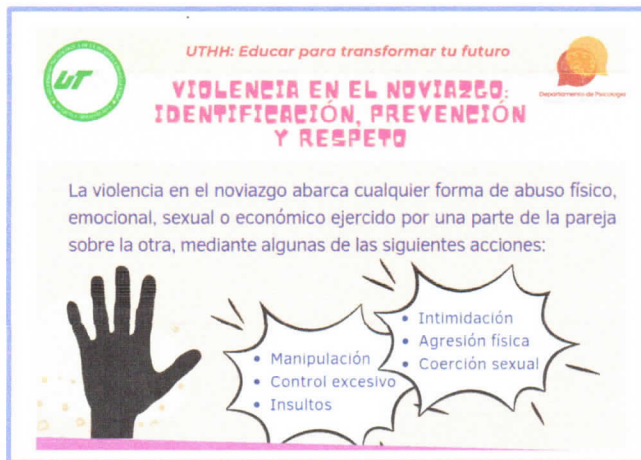 UTHH: Educar para transformar tu futuro
UT
VIOLENCIA EN EL NOVIAZGO:
IDENTIFICACIÓN, PREVENCIÓN
Y RESPETO
Departamento de Psicología
La violencia en el noviazgo abarca cualquier forma de abuso físico,
emocional, sexual o económico ejercido por una parte de la pareja
sobre la otra, mediante algunas de las siguientes acciones:
• Manipulación
• Control excesivo
• Insultos
• Intimidación
• Agresión física
• Coerción sexual